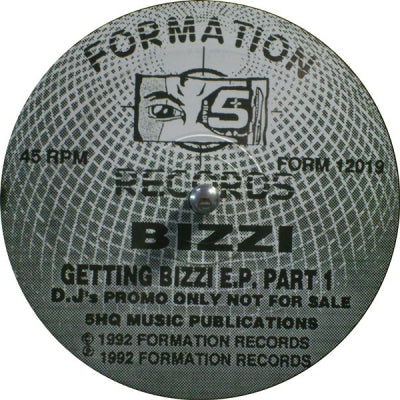 FORMATION
5
45 RPM
FORM 12019
RECORDS
BIZZI
GETTING BIZZI E.P. PART 1
D.J's PROMO ONLY NOT FOR SALE
5HQ MUSIC PUBLICATIONS
℗ 1992 FORMATION RECORDS
© 1992 FORMATION RECORDS